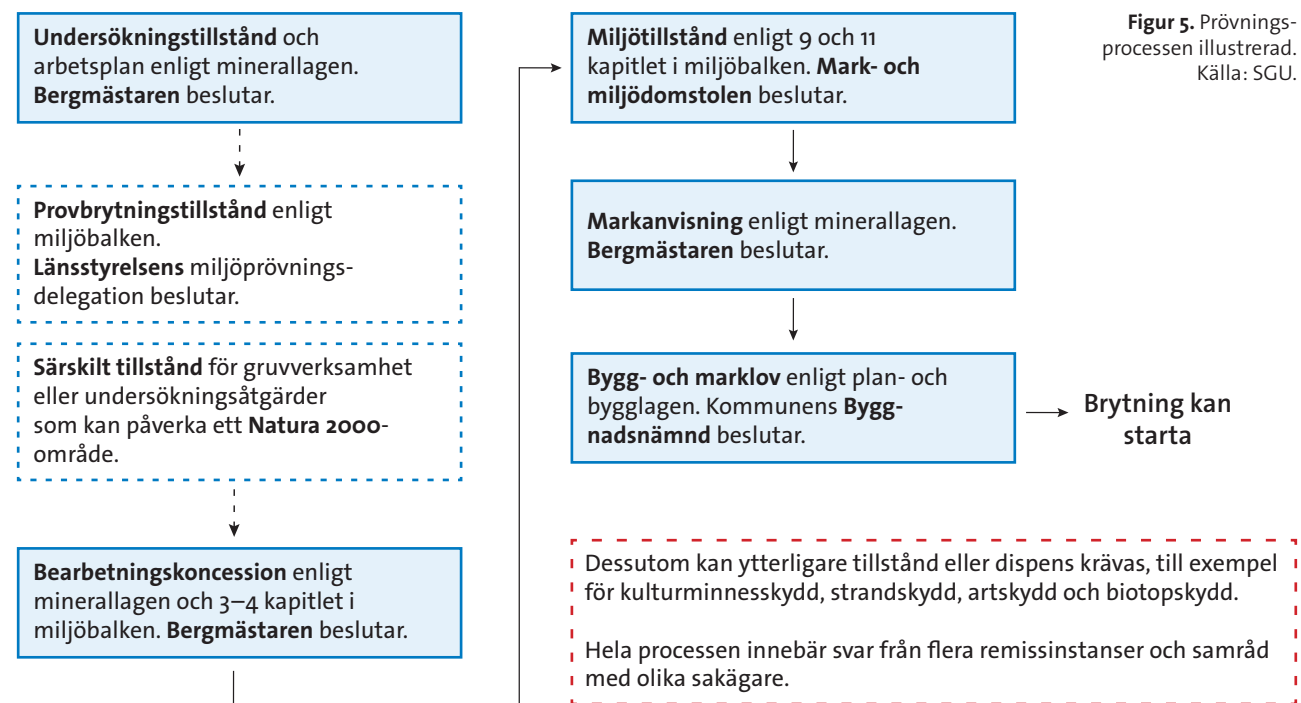 Undersökningstillstånd och
arbetsplan enligt minerallagen.
Bergmästaren beslutar.
Provbrytningstillstånd enligt
miljöbalken.
Länsstyrelsens miljöprövnings-
delegation beslutar.
Särskilt tillstånd för gruvverksamhet
eller undersökningsåtgärder
som kan påverka ett Natura 2000-
område.
Bearbetningskoncession enligt
minerallagen och 3–4 kapitlet i
miljöbalken. Bergmästaren beslutar.
Miljötillstånd enligt 9 och 11
kapitlet i miljöbalken. Mark- och
miljödomstolen beslutar.
Markanvisning enligt minerallagen.
Bergmästaren beslutar.
Bygg- och marklov enligt plan- och
bygglagen. Kommunens Bygg-
nadsnämnd beslutar.
Brytning kan
starta
Dessutom kan ytterligare tillstånd eller dispens krävas, till exempel
för kulturminnesskydd, strandskydd, artskydd och biotopskydd.
Hela processen innebär svar från flera remissinstanser och samråd
med olika sakägare.
Figur 5. Prövnings-
processen illustrerad.
Källa: SGU.